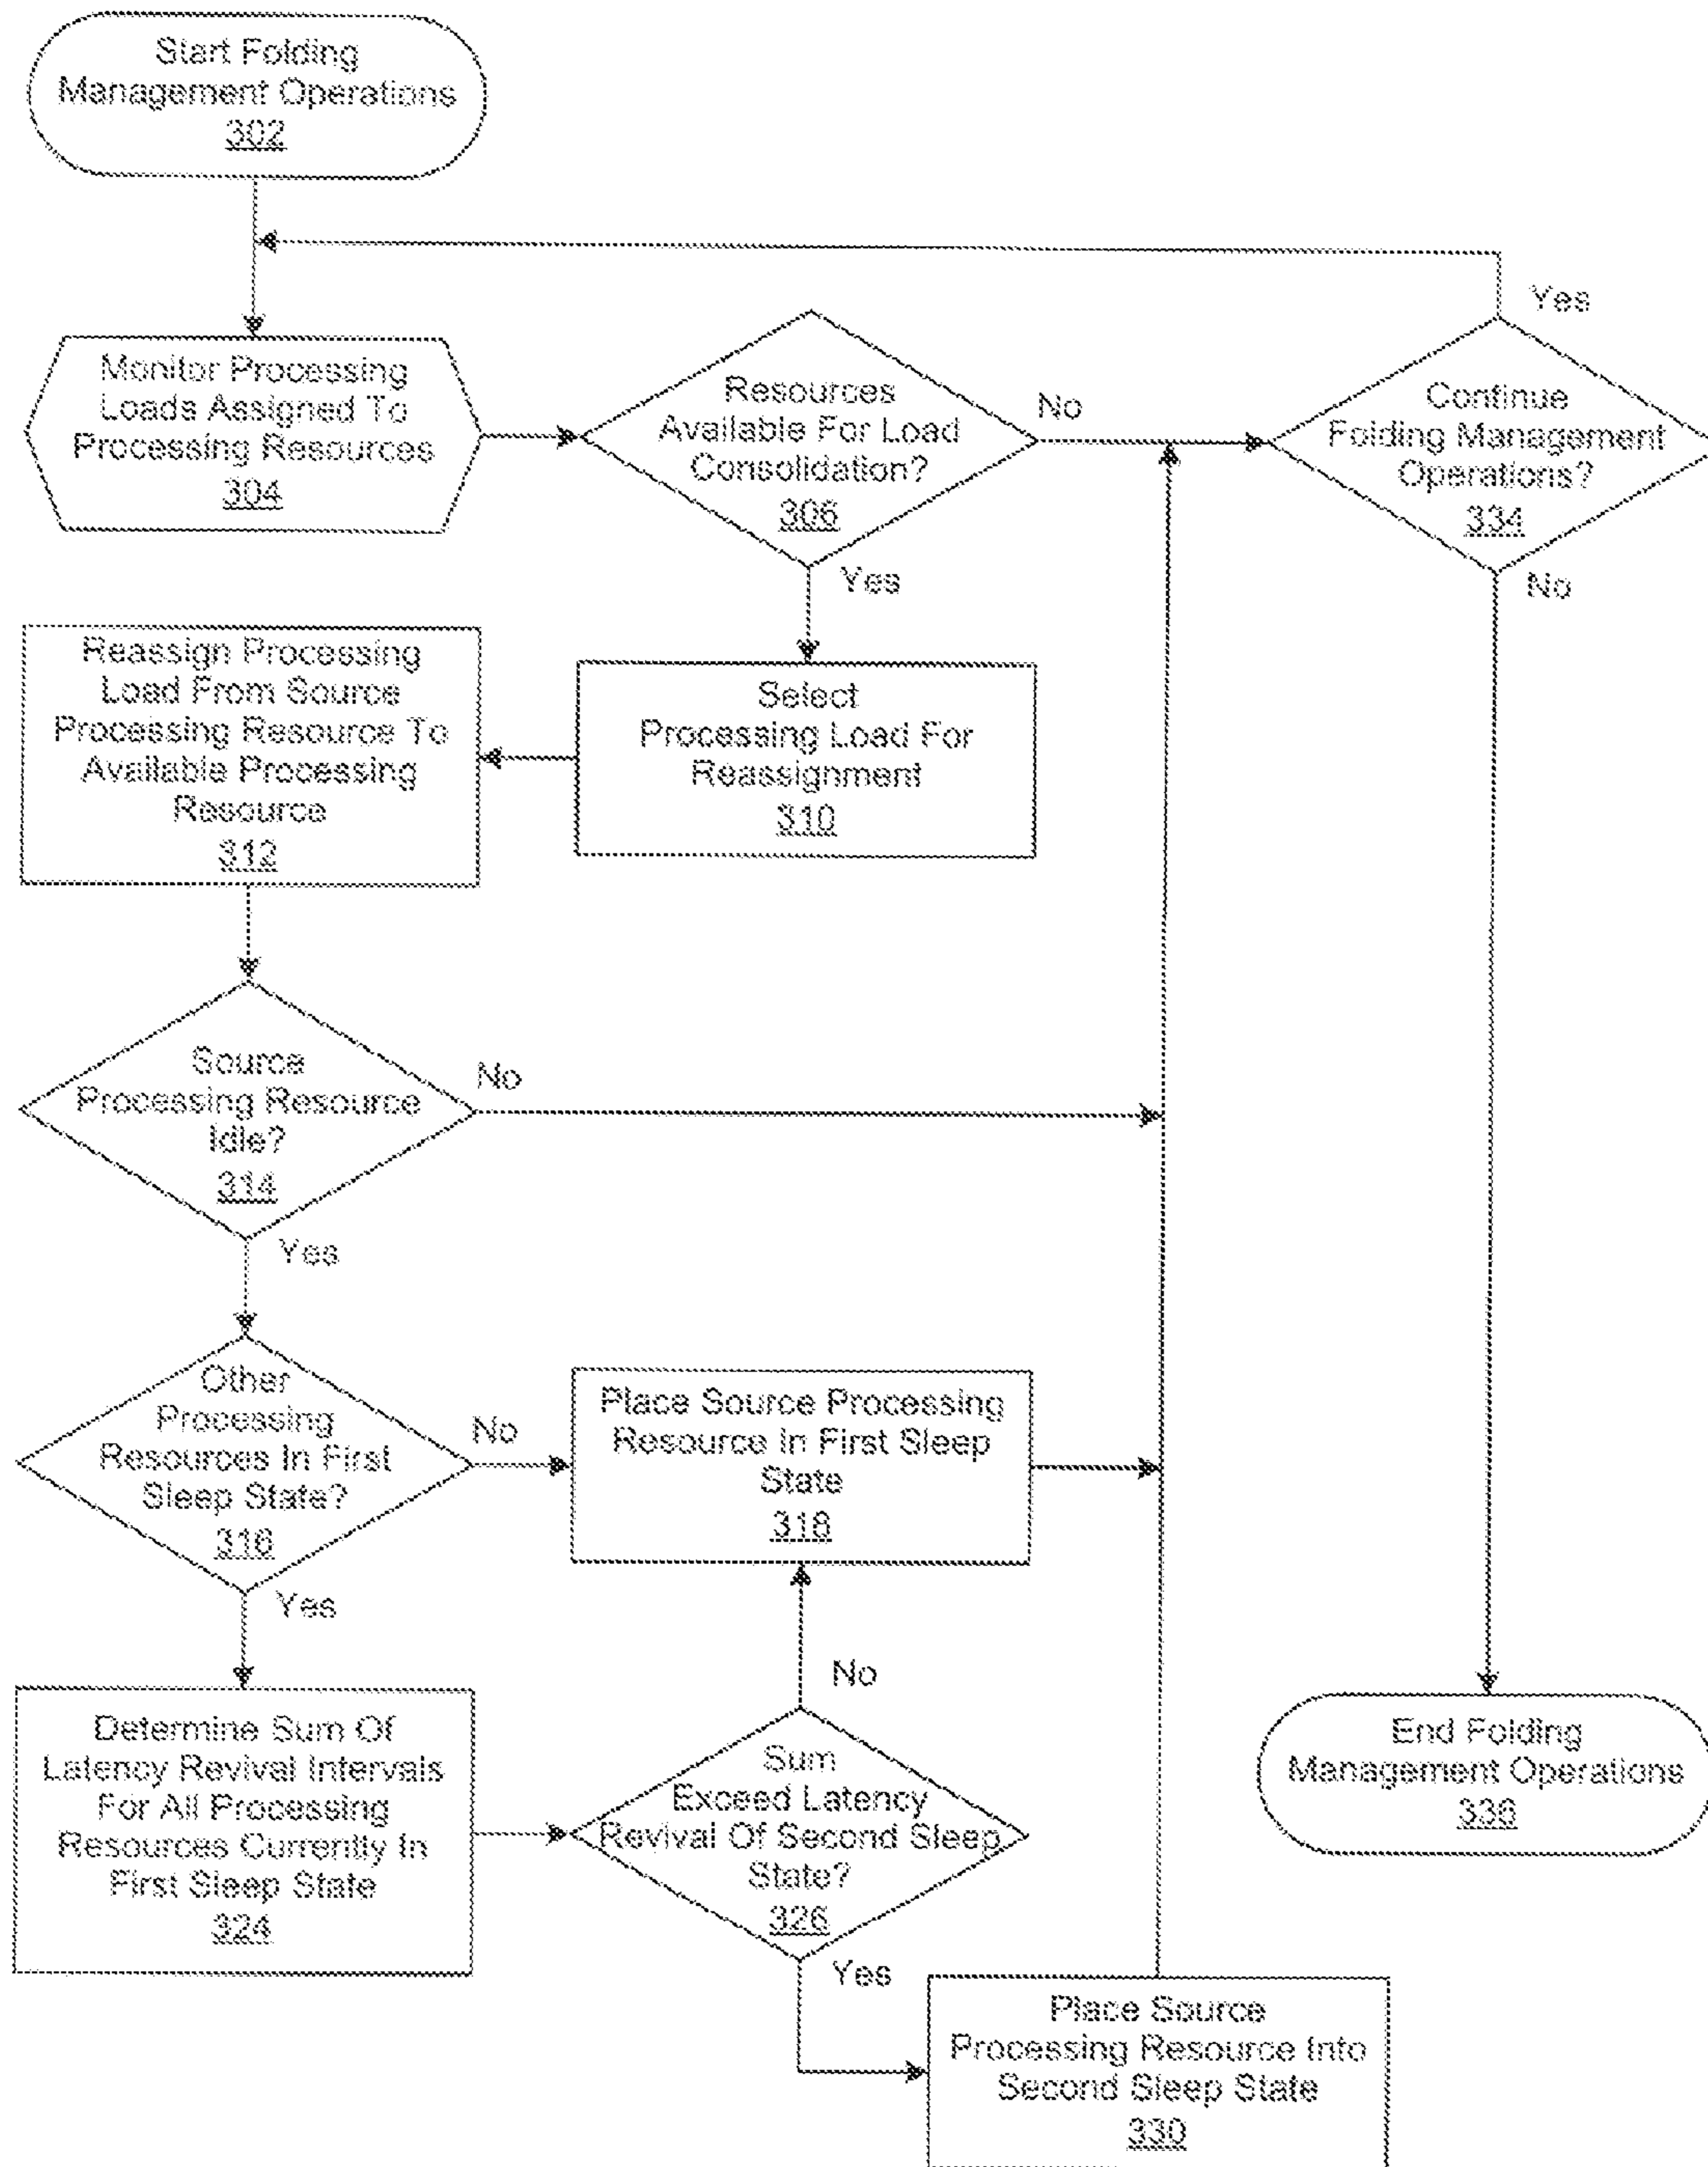 Start Folding
Management Operations
302
Yes
Monitor Processing
Loads Assigned To
Processing Resources
304
Resources
Available For Load
Consolidation?
306
No
Continue
Folding Management
Operations?
334
Yes
No
Reassign Processing
Load From Source
Processing Resource To
Available Processing
Resource
312
Select
Processing Load For
Reassignment
310
Source
Processing Resource
Idle?
314
No
Yes
Other
Processing
Resources In First
Sleep State?
316
No
Place Source Processing
Resource In First Sleep
State
318
Yes
No
Determine Sum Of
Latency Revival Intervals
For All Processing
Resources Currently In
First Sleep State
324
Sum
Exceed Latency
Revival Of Second Sleep
State?
326
End Folding
Management Operations
336
Yes
Place Source
Processing Resource Into
Second Sleep State
330